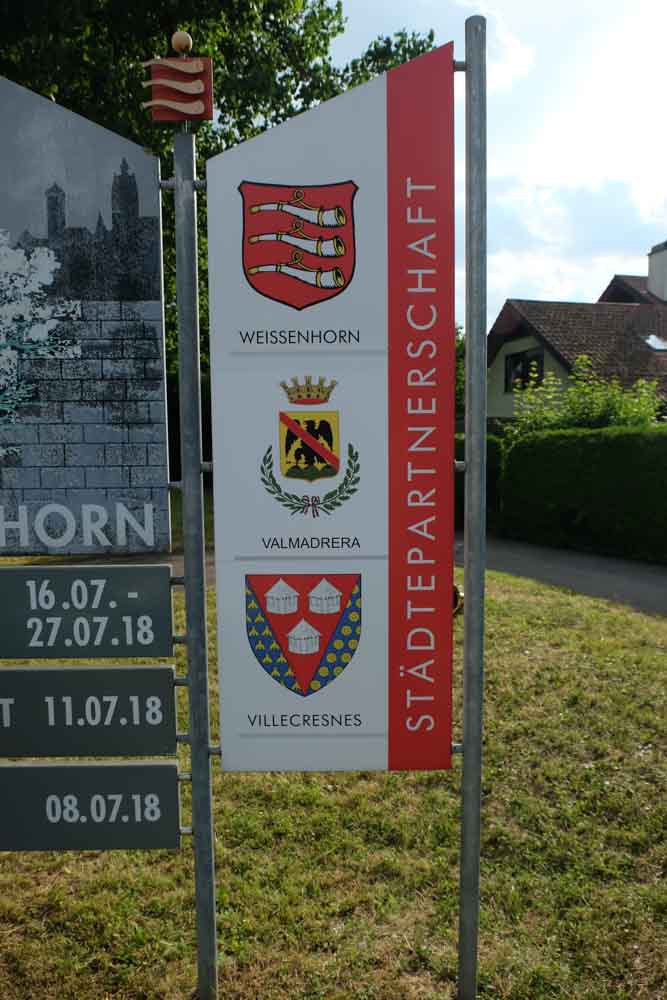 HORN
16.07. -
27.07.18
T 11.07.18
08.07.18
WEISSENHORN
VALMADRERA
VILLECRESNES
STÄDTEPARTNERSCHAFT